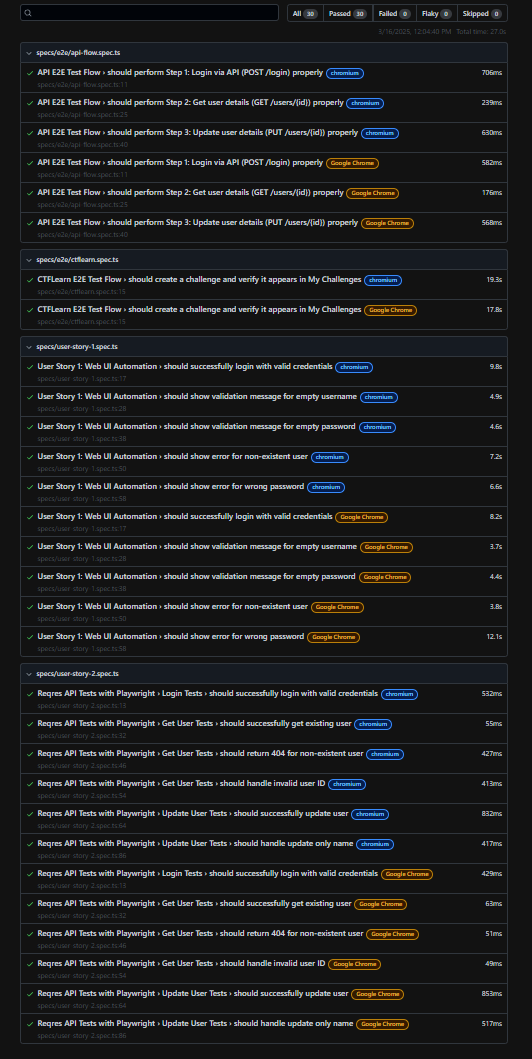 All 30 Passed 30 Failed 0 Flaky 0 Skipped 0
5/16/2025, 12:04:40 PM Total time: 27.0s
specs/e2e/api-flow.spec.ts
API E2E Test Flow › should perform Step 1: Login via API (POST /login) properly chromium 706ms
specs/e2e/api-flow.spec.ts:11
API E2E Test Flow › should perform Step 2: Get user details (GET /users/{id}) properly chromium 239ms
specs/e2e/api-flow.spec.ts:25
API E2E Test Flow › should perform Step 3: Update user details (PUT /users/{id}) properly chromium 630ms
specs/e2e/api-flow.spec.ts:40
API E2E Test Flow › should perform Step 1: Login via API (POST /login) properly Google Chrome 582ms
specs/e2e/api-flow.spec.ts:11
API E2E Test Flow › should perform Step 2: Get user details (GET /users/{id}) properly Google Chrome 176ms
specs/e2e/api-flow.spec.ts:25
API E2E Test Flow › should perform Step 3: Update user details (PUT /users/{id}) properly Google Chrome 568ms
specs/e2e/api-flow.spec.ts:40
specs/e2e/ctflearn.spec.ts
CTFLearn E2E Test Flow › should create a challenge and verify it appears in My Challenges chromium 19.3s
specs/e2e/ctflearn.spec.ts:15
CTFLearn E2E Test Flow › should create a challenge and verify it appears in My Challenges Google Chrome 17.8s
specs/e2e/ctflearn.spec.ts:15
specs/user-story-1.spec.ts
User Story 1: Web UI Automation › should successfully login with valid credentials chromium 9.8s
specs/user-story-1.spec.ts:17
User Story 1: Web UI Automation › should show validation message for empty username chromium 4.9s
specs/user-story-1.spec.ts:28
User Story 1: Web UI Automation › should show validation message for empty password chromium 4.6s
specs/user-story-1.spec.ts:38
User Story 1: Web UI Automation › should show error for non-existent user chromium 7.2s
specs/user-story-1.spec.ts:50
User Story 1: Web UI Automation › should show error for wrong password chromium 6.6s
specs/user-story-1.spec.ts:58
User Story 1: Web UI Automation › should successfully login with valid credentials Google Chrome 8.2s
specs/user-story-1.spec.ts:17
User Story 1: Web UI Automation › should show validation message for empty username Google Chrome 3.7s
specs/user-story-1.spec.ts:28
User Story 1: Web UI Automation › should show validation message for empty password Google Chrome 4.4s
specs/user-story-1.spec.ts:38
User Story 1: Web UI Automation › should show error for non-existent user Google Chrome 3.8s
specs/user-story-1.spec.ts:50
User Story 1: Web UI Automation › should show error for wrong password Google Chrome 12.1s
specs/user-story-1.spec.ts:58
specs/user-story-2.spec.ts
Reqres API Tests with Playwright › Login Tests › should successfully login with valid credentials chromium 532ms
specs/user-story-2.spec.ts:13
Reqres API Tests with Playwright › Get User Tests › should successfully get existing user chromium 55ms
specs/user-story-2.spec.ts:32
Reqres API Tests with Playwright › Get User Tests › should return 404 for non-existent user chromium 427ms
specs/user-story-2.spec.ts:46
Reqres API Tests with Playwright › Get User Tests › should handle invalid user ID chromium 413ms
specs/user-story-2.spec.ts:54
Reqres API Tests with Playwright › Update User Tests › should successfully update user chromium 832ms
specs/user-story-2.spec.ts:64
Reqres API Tests with Playwright › Update User Tests › should handle update only name chromium 417ms
specs/user-story-2.spec.ts:86
Reqres API Tests with Playwright › Login Tests › should successfully login with valid credentials Google Chrome 429ms
specs/user-story-2.spec.ts:13
Reqres API Tests with Playwright › Get User Tests › should successfully get existing user Google Chrome 63ms
specs/user-story-2.spec.ts:32
Reqres API Tests with Playwright › Get User Tests › should return 404 for non-existent user Google Chrome 51ms
specs/user-story-2.spec.ts:46
Reqres API Tests with Playwright › Get User Tests › should handle invalid user ID Google Chrome 49ms
specs/user-story-2.spec.ts:54
Reqres API Tests with Playwright › Update User Tests › should successfully update user Google Chrome 853ms
specs/user-story-2.spec.ts:64
Reqres API Tests with Playwright › Update User Tests › should handle update only name Google Chrome 517ms
specs/user-story-2.spec.ts:86